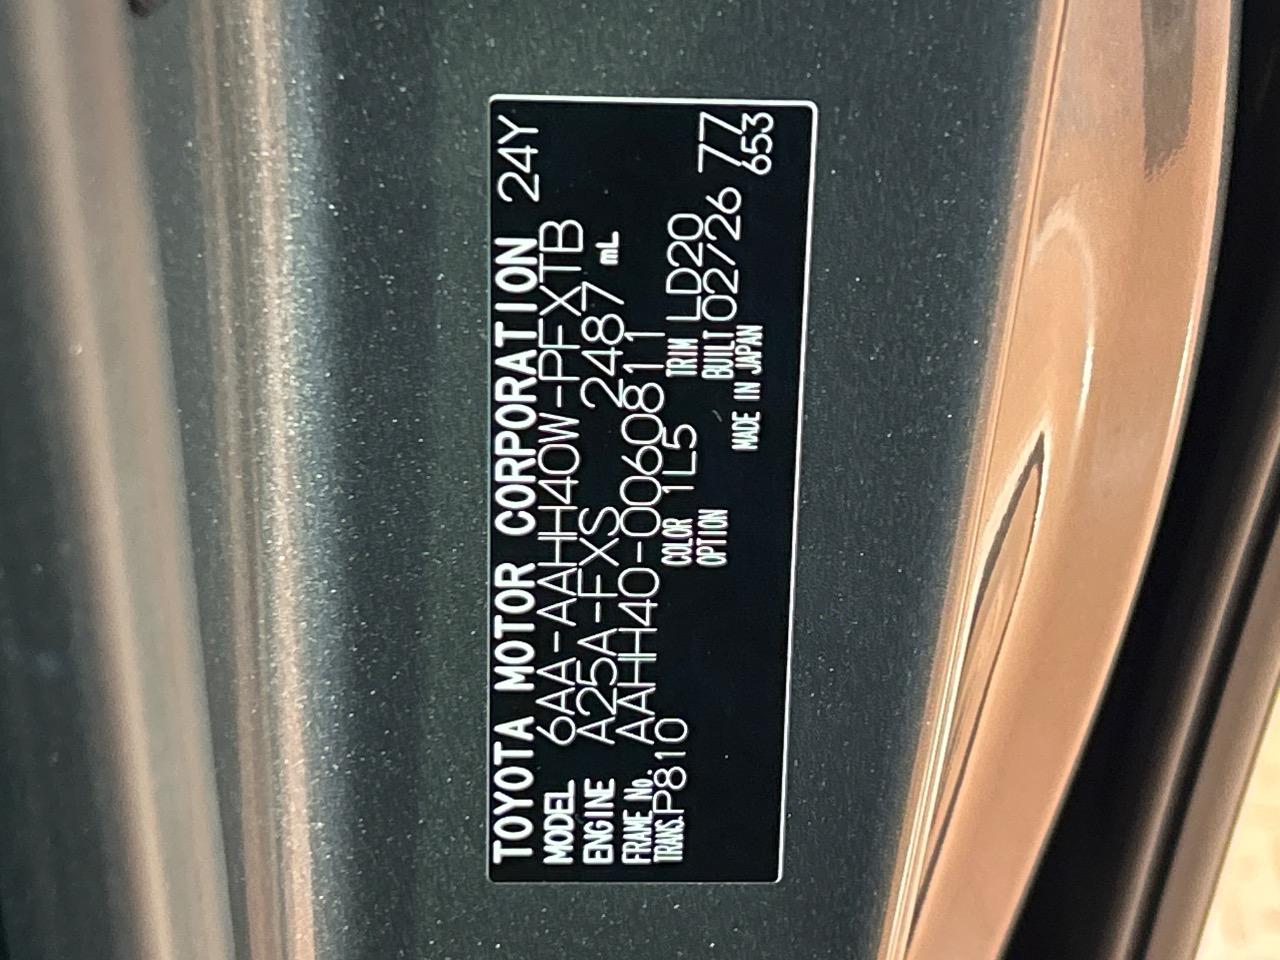 TOYOTA MOTOR CORPORATION 24Y
MODEL 6AA-AAHH40W-PFXTB
ENGINE A25A-FXS 2487 mL
FRAME No. AAHH40-0060811
TRANS. P810 COLOR 1L5 TRIM LD20
OPTION BUILT 02/26 77
MADE IN JAPAN 653